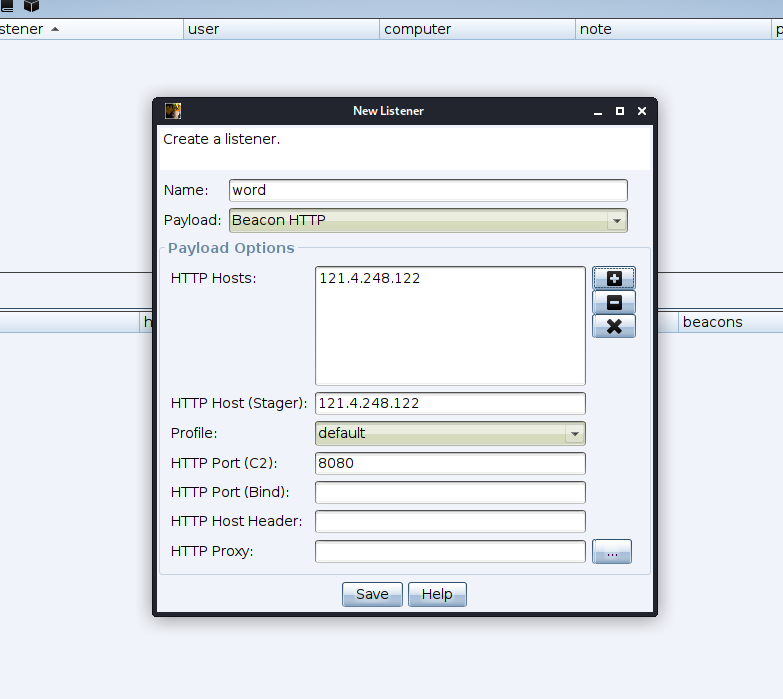 stener user computer note p
New Listener
Create a listener.
Name: word
Payload: Beacon HTTP
Payload Options
HTTP Hosts: 121.4.248.122
h beacons
HTTP Host (Stager): 121.4.248.122
Profile: default
HTTP Port (C2): 8080
HTTP Port (Bind):
HTTP Host Header:
HTTP Proxy: ...
Save Help